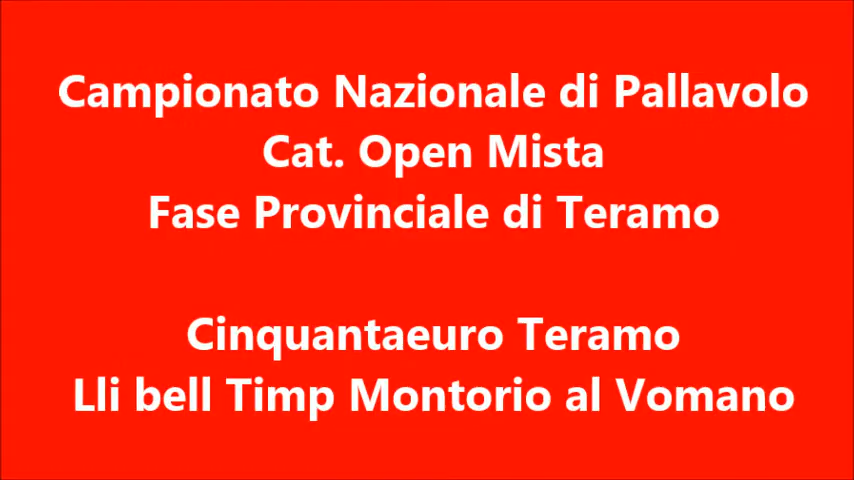 Campionato Nazionale di Pallavolo
Cat. Open Mista
Fase Provinciale di Teramo
Cinquantaeuro Teramo
Lli bell Timp Montorio al Vomano